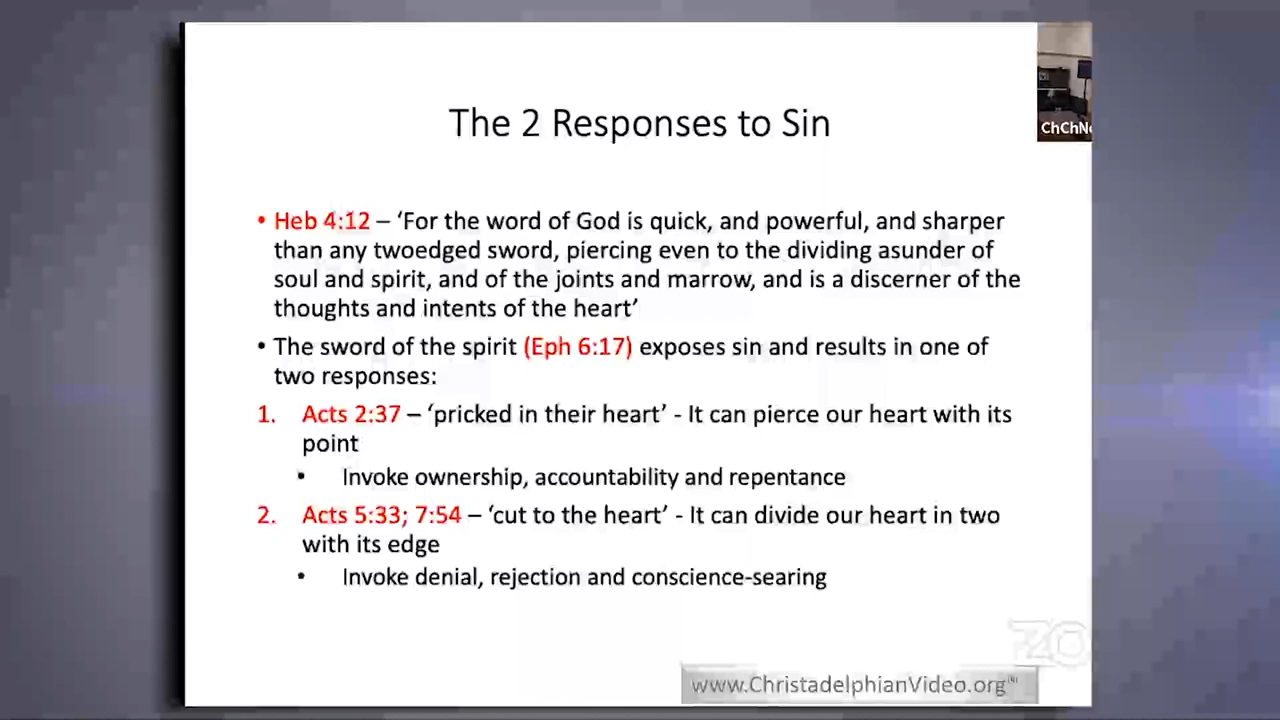 ChChN
The 2 Responses to Sin
• Heb 4:12 – ‘For the word of God is quick, and powerful, and sharper
than any twoedged sword, piercing even to the dividing asunder of
soul and spirit, and of the joints and marrow, and is a discerner of the
thoughts and intents of the heart’
• The sword of the spirit (Eph 6:17) exposes sin and results in one of
two responses:
1. Acts 2:37 – ‘pricked in their heart’ - It can pierce our heart with its
point
• Invoke ownership, accountability and repentance
2. Acts 5:33; 7:54 – ‘cut to the heart’ - It can divide our heart in two
with its edge
• Invoke denial, rejection and conscience-searing
www.ChristadelphianVideo.org